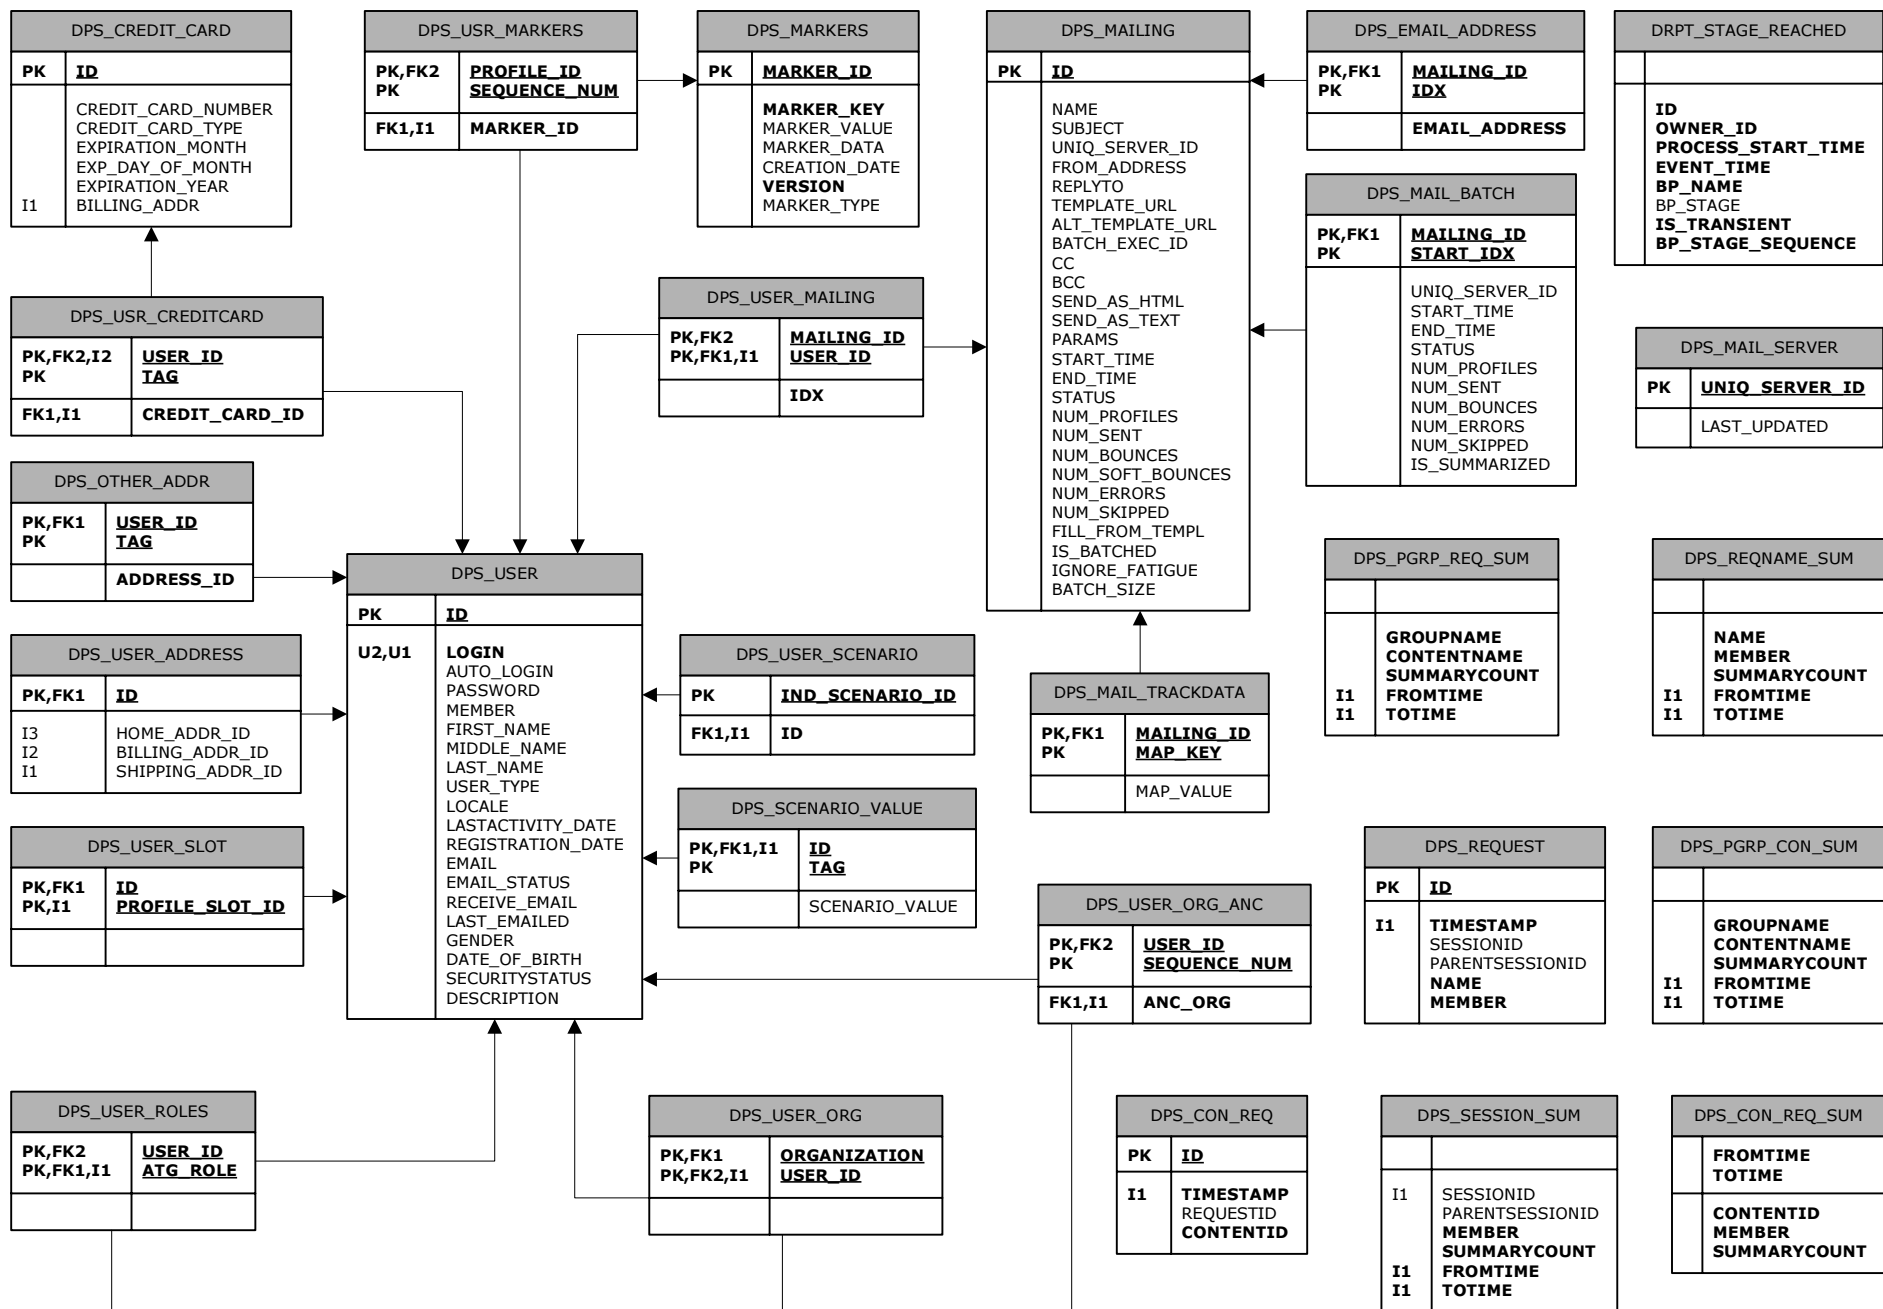 DPS_CREDIT_CARD
PK ID
CREDIT_CARD_NUMBER
CREDIT_CARD_TYPE
EXPIRATION_MONTH
EXP_DAY_OF_MONTH
EXPIRATION_YEAR
I1 BILLING_ADDR
DPS_USR_MARKERS
PK,FK2 PROFILE_ID
PK SEQUENCE_NUM
FK1,I1 MARKER_ID
DPS_MARKERS
PK MARKER_ID
MARKER_KEY
MARKER_VALUE
MARKER_DATA
CREATION_DATE
VERSION
MARKER_TYPE
DPS_MAILING
PK ID
NAME
SUBJECT
UNIQ_SERVER_ID
FROM_ADDRESS
REPLYTO
TEMPLATE_URL
ALT_TEMPLATE_URL
BATCH_EXEC_ID
CC
BCC
SEND_AS_HTML
SEND_AS_TEXT
PARAMS
START_TIME
END_TIME
STATUS
NUM_PROFILES
NUM_SENT
NUM_BOUNCES
NUM_SOFT_BOUNCES
NUM_ERRORS
NUM_SKIPPED
FILL_FROM_TEMPL
IS_BATCHED
IGNORE_FATIGUE
BATCH_SIZE
DPS_EMAIL_ADDRESS
PK,FK1 MAILING_ID
PK IDX
EMAIL_ADDRESS
DRPT_STAGE_REACHED
ID
OWNER_ID
PROCESS_START_TIME
EVENT_TIME
BP_NAME
BP_STAGE
IS_TRANSIENT
BP_STAGE_SEQUENCE
DPS_MAIL_BATCH
PK,FK1 MAILING_ID
PK START_IDX
UNIQ_SERVER_ID
START_TIME
END_TIME
STATUS
NUM_PROFILES
NUM_SENT
NUM_BOUNCES
NUM_ERRORS
NUM_SKIPPED
IS_SUMMARIZED
DPS_USR_CREDITCARD
PK,FK2,I2 USER_ID
PK TAG
FK1,I1 CREDIT_CARD_ID
DPS_USER_MAILING
PK,FK2 MAILING_ID
PK,FK1,I1 USER_ID
IDX
DPS_MAIL_SERVER
PK UNIQ_SERVER_ID
LAST_UPDATED
DPS_OTHER_ADDR
PK,FK1 USER_ID
PK TAG
ADDRESS_ID
DPS_USER
PK ID
U2,U1 LOGIN
AUTO_LOGIN
PASSWORD
MEMBER
FIRST_NAME
MIDDLE_NAME
LAST_NAME
USER_TYPE
LOCALE
LASTACTIVITY_DATE
REGISTRATION_DATE
EMAIL
EMAIL_STATUS
RECEIVE_EMAIL
LAST_EMAILED
GENDER
DATE_OF_BIRTH
SECURITYSTATUS
DESCRIPTION
DPS_PGRP_REQ_SUM
GROUPNAME
CONTENTNAME
SUMMARYCOUNT
I1 FROMTIME
I1 TOTIME
DPS_REQNAME_SUM
NAME
MEMBER
SUMMARYCOUNT
I1 FROMTIME
I1 TOTIME
DPS_USER_ADDRESS
PK,FK1 ID
I3 HOME_ADDR_ID
I2 BILLING_ADDR_ID
I1 SHIPPING_ADDR_ID
DPS_USER_SCENARIO
PK IND_SCENARIO_ID
FK1,I1 ID
DPS_MAIL_TRACKDATA
PK,FK1 MAILING_ID
PK MAP_KEY
MAP_VALUE
DPS_USER_SLOT
PK,FK1 ID
PK,I1 PROFILE_SLOT_ID
DPS_SCENARIO_VALUE
PK,FK1,I1 ID
PK TAG
SCENARIO_VALUE
DPS_REQUEST
PK ID
I1 TIMESTAMP
SESSIONID
PARENTSESSIONID
NAME
MEMBER
DPS_PGRP_CON_SUM
GROUPNAME
CONTENTNAME
SUMMARYCOUNT
I1 FROMTIME
I1 TOTIME
DPS_USER_ORG_ANC
PK,FK2 USER_ID
PK SEQUENCE_NUM
FK1,I1 ANC_ORG
DPS_USER_ROLES
PK,FK2 USER_ID
PK,FK1,I1 ATG_ROLE
DPS_USER_ORG
PK,FK1 ORGANIZATION
PK,FK2,I1 USER_ID
DPS_CON_REQ
PK ID
I1 TIMESTAMP
REQUESTID
CONTENTID
DPS_SESSION_SUM
I1 SESSIONID
PARENTSESSIONID
MEMBER
SUMMARYCOUNT
I1 FROMTIME
I1 TOTIME
DPS_CON_REQ_SUM
FROMTIME
TOTIME
CONTENTID
MEMBER
SUMMARYCOUNT